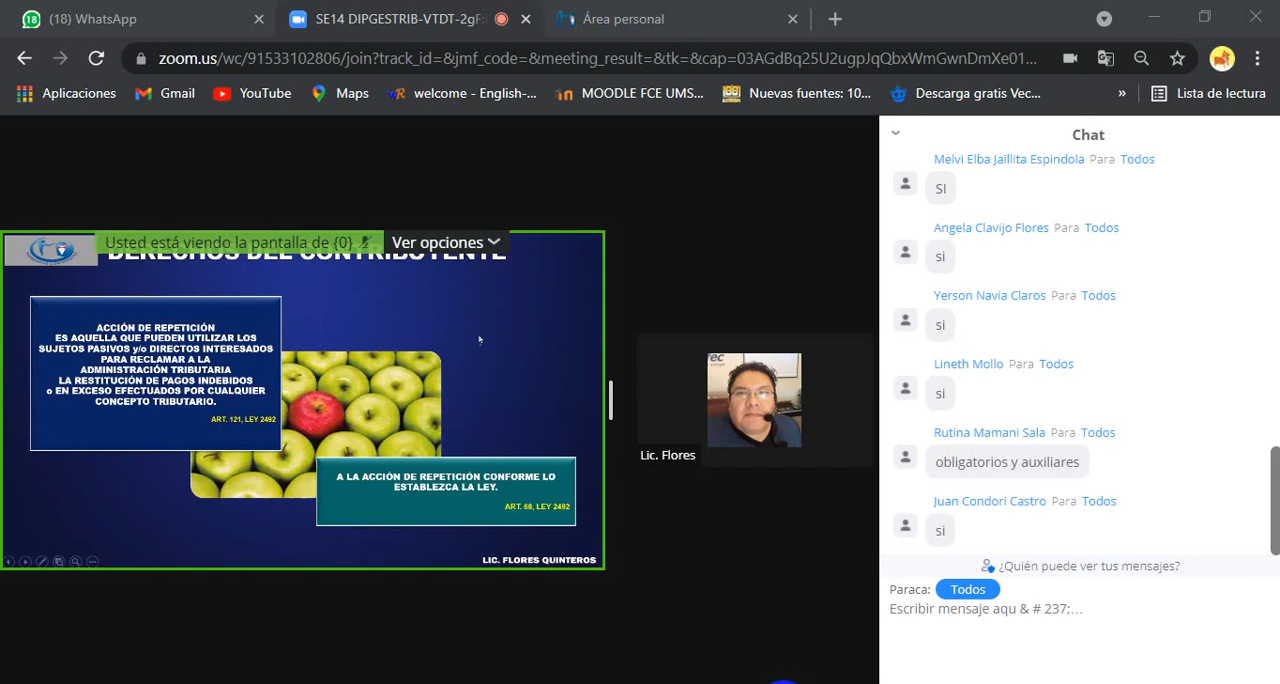 (18) WhatsApp
SE14 DIPGESTRIB-VTDT-2gF:
Área personal
zoom.us/wc/91533102806/join?track_id=&jmf_code=&meeting_result=&tk=&cap=03AGdBq25U2ugpJqQbxWmGwnDmXe01...
Aplicaciones
Gmail
YouTube
Maps
welcome - English-...
MOODLE FCE UMS...
Nuevas fuentes: 10...
Descarga gratis Vec...
»
Lista de lectura
Usted está viendo la pantalla de {0}
Ver opciones
DERECHOS DEL CONTRIBUYENTE
ACCIÓN DE REPETICIÓN
ES AQUELLA QUE PUEDEN UTILIZAR LOS
SUJETOS PASIVOS y/o DIRECTOS INTERESADOS
PARA RECLAMAR A LA
ADMINISTRACIÓN TRIBUTARIA
LA RESTITUCIÓN DE PAGOS INDEBIDOS
o EN EXCESO EFECTUADOS POR CUALQUIER
CONCEPTO TRIBUTARIO.
ART. 121, LEY 2492
A LA ACCIÓN DE REPETICIÓN CONFORME LO
ESTABLEZCA LA LEY.
ART. 68, LEY 2492
LIC. FLORES QUINTEROS
Lic. Flores
Chat
Melvi Elba Jaillita Espindola Para Todos
SI
Angela Clavijo Flores Para Todos
si
Yerson Navia Claros Para Todos
si
Lineth Mollo Para Todos
si
Rutina Mamani Sala Para Todos
obligatorios y auxiliares
Juan Condori Castro Para Todos
si
¿Quién puede ver tus mensajes?
Paraca: Todos
Escribir mensaje aqu & # 237;...